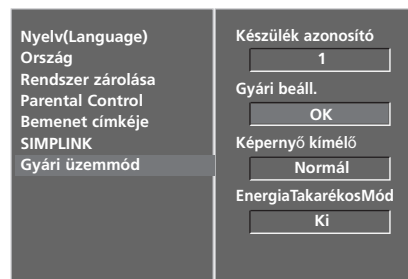 Nyelv(Language)
Ország
Rendszer zárolása
Parental Control
Bemenet címkéje
SIMPLINK
Gyári üzemmód
Készülék azonosító
1
Gyári beáll.
OK
Képernyő kímélő
Normál
EnergiaTakarékosMód
Ki